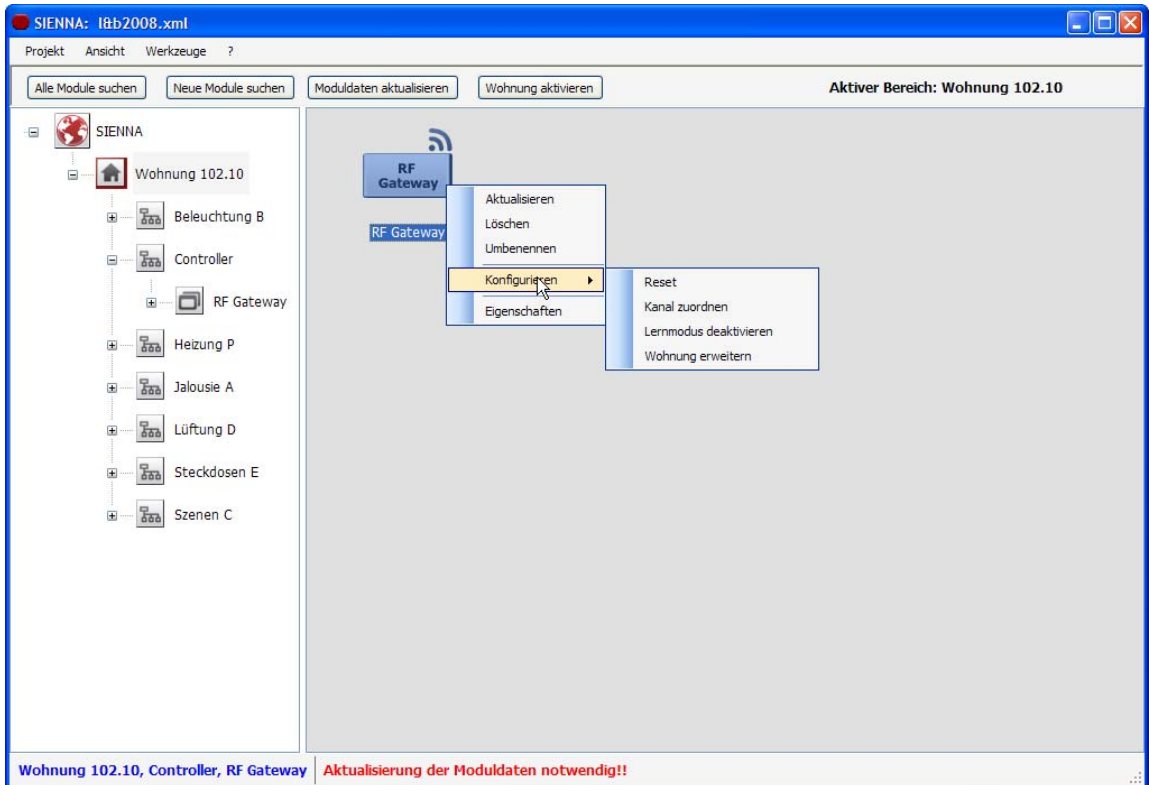 SIENNA: l&b2008.xml
Projekt Ansicht Werkzeuge ?
Alle Module suchen Neue Module suchen Moduldaten aktualisieren Wohnung aktivieren Aktiver Bereich: Wohnung 102.10
SIENNA
Wohnung 102.10
Beleuchtung B
Controller
RF Gateway
Heizung P
Jalousie A
Lüftung D
Steckdosen E
Szenen C
RF
Gateway
RF Gateway
Aktualisieren
Löschen
Umbenennen
Konfigurieren
Eigenschaften
Reset
Kanal zuordnen
Lernmodus deaktivieren
Wohnung erweitern
Wohnung 102.10, Controller, RF Gateway Aktualisierung der Moduldaten notwendig!!